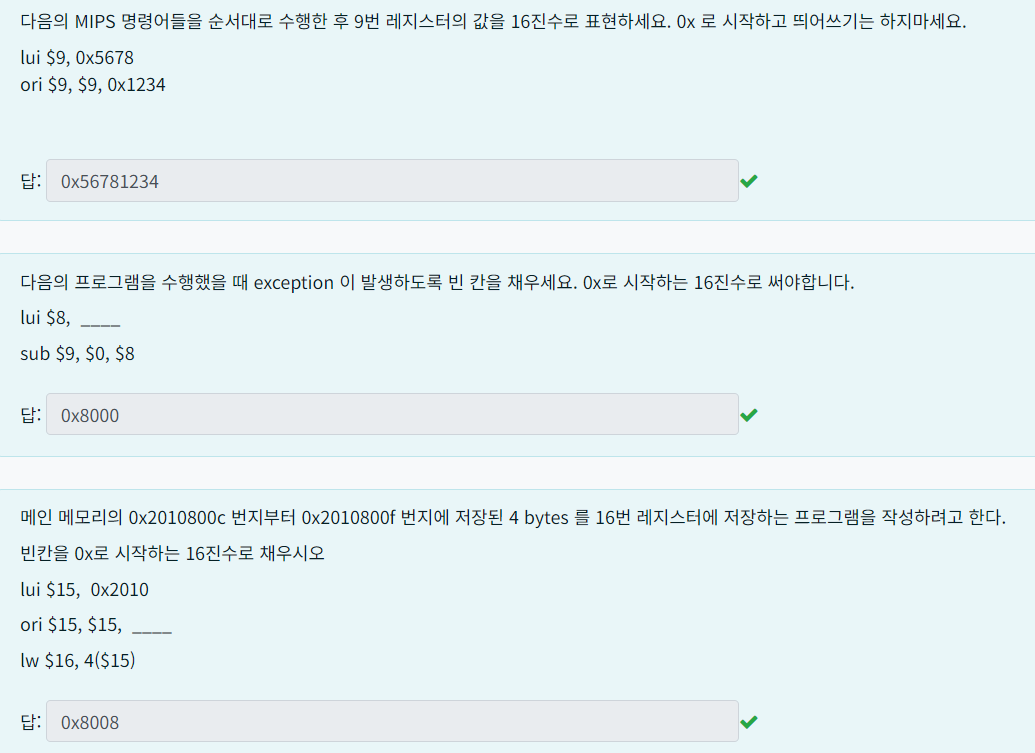 다음의 MIPS 명령어들을 순서대로 수행한 후 9번 레지스터의 값을 16진수로 표현하세요. 0x 로 시작하고 띄어쓰기는 하지마세요.
lui $9, 0x5678
ori $9, $9, 0x1234
답: 0x56781234
다음의 프로그램을 수행했을 때 exception 이 발생하도록 빈 칸을 채우세요. 0x로 시작하는 16진수로 써야합니다.
lui $8, ____
sub $9, $0, $8
답: 0x8000
메인 메모리의 0x2010800c 번지부터 0x2010800f 번지에 저장된 4 bytes 를 16번 레지스터에 저장하는 프로그램을 작성하려고 한다.
빈칸을 0x로 시작하는 16진수로 채우시오
lui $15, 0x2010
ori $15, $15, ____
lw $16, 4($15)
답: 0x8008